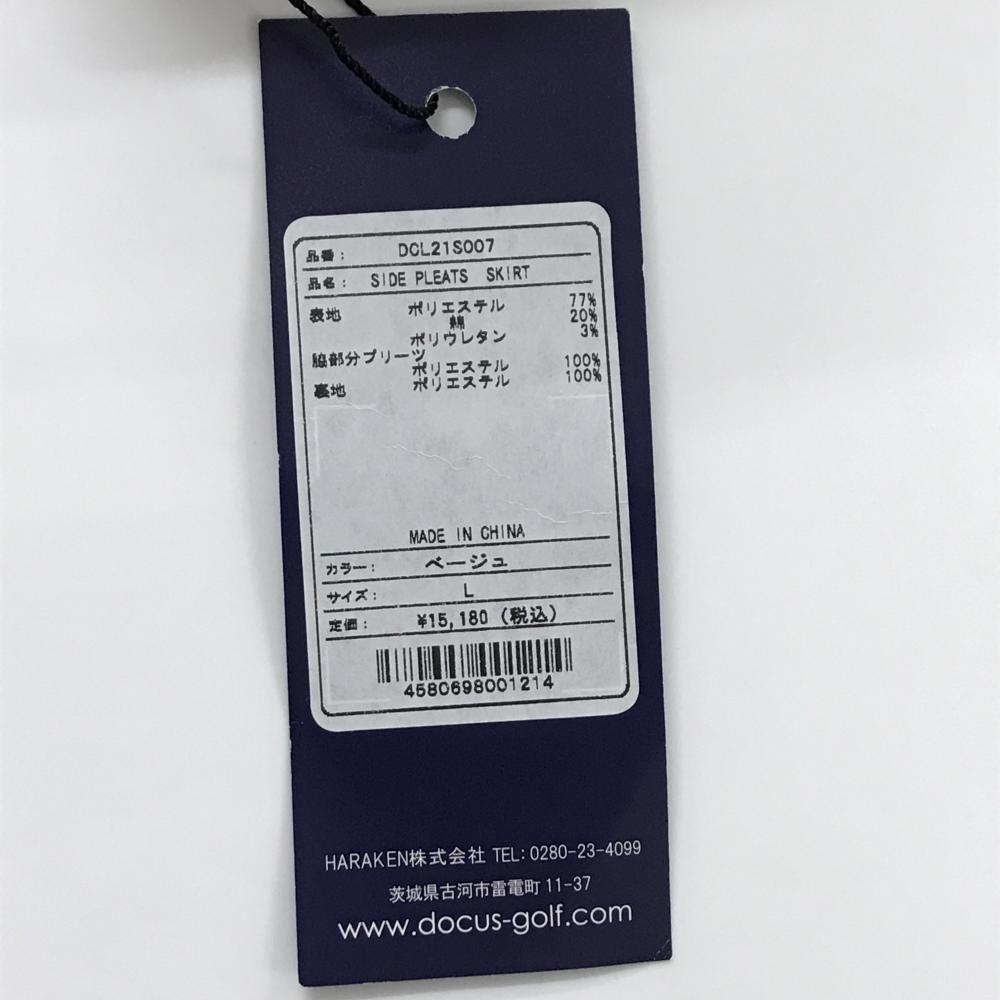 品番： DCL21S007
品名： SIDE PLEATS SKIRT
表地 ポリエステル 77%
綿 20%
ポリウレタン 3%
脇部分プリーツ
ポリエステル 100%
裏地 ポリエステル 100%
MADE IN CHINA
カラー： ベージュ
サイズ： L
定価： ¥15,180（税込）
4580698001214
HARAKEN株式会社 TEL：0280-23-4099
茨城県古河市雷電町 11-37
www.docus-golf.com